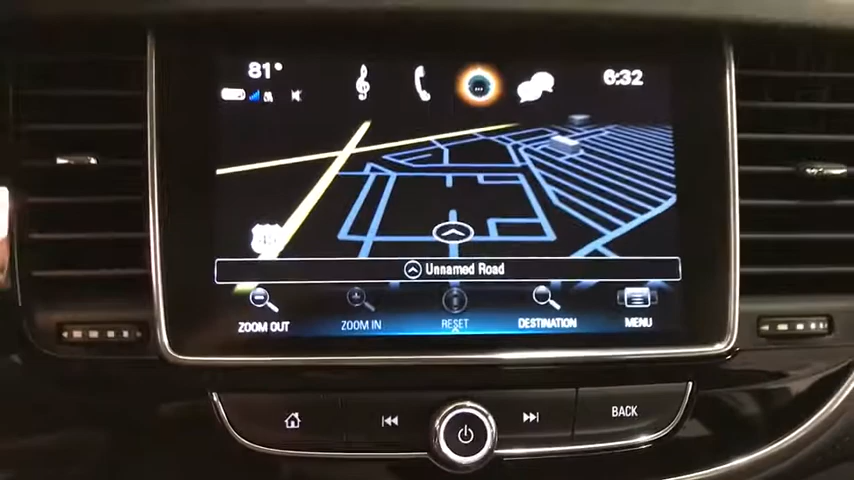 81°
6:32
Unnamed Road
ZOOM OUT
ZOOM IN
RESET
DESTINATION
MENU
BACK